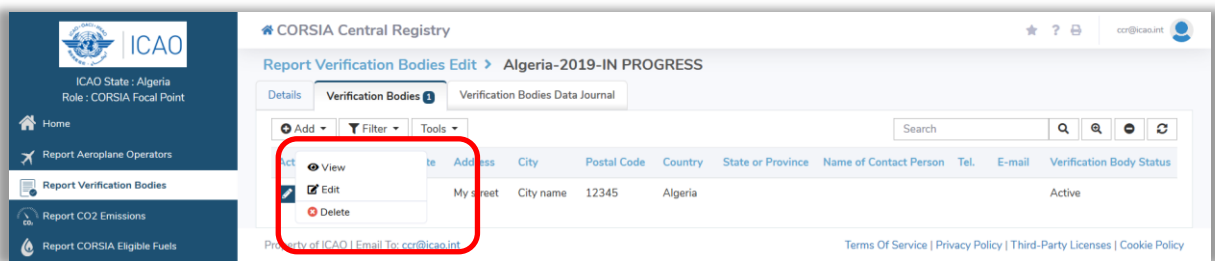 ICAO
ICAO State : Algeria
Role : CORSIA Focal Point
Home
Report Aeroplane Operators
Report Verification Bodies
Report CO2 Emissions
Report CORSIA Eligible Fuels
CORSIA Central Registry
ccr@icao.int
Report Verification Bodies Edit > Algeria-2019-IN PROGRESS
Details Verification Bodies 1 Verification Bodies Data Journal
Add Filter Tools Search
Address City Postal Code Country State or Province Name of Contact Person Tel. E-mail Verification Body Status
View
Edit
Delete
My street City name 12345 Algeria Active
Property of ICAO | Email To: ccr@icao.int Terms Of Service | Privacy Policy | Third-Party Licenses | Cookie Policy